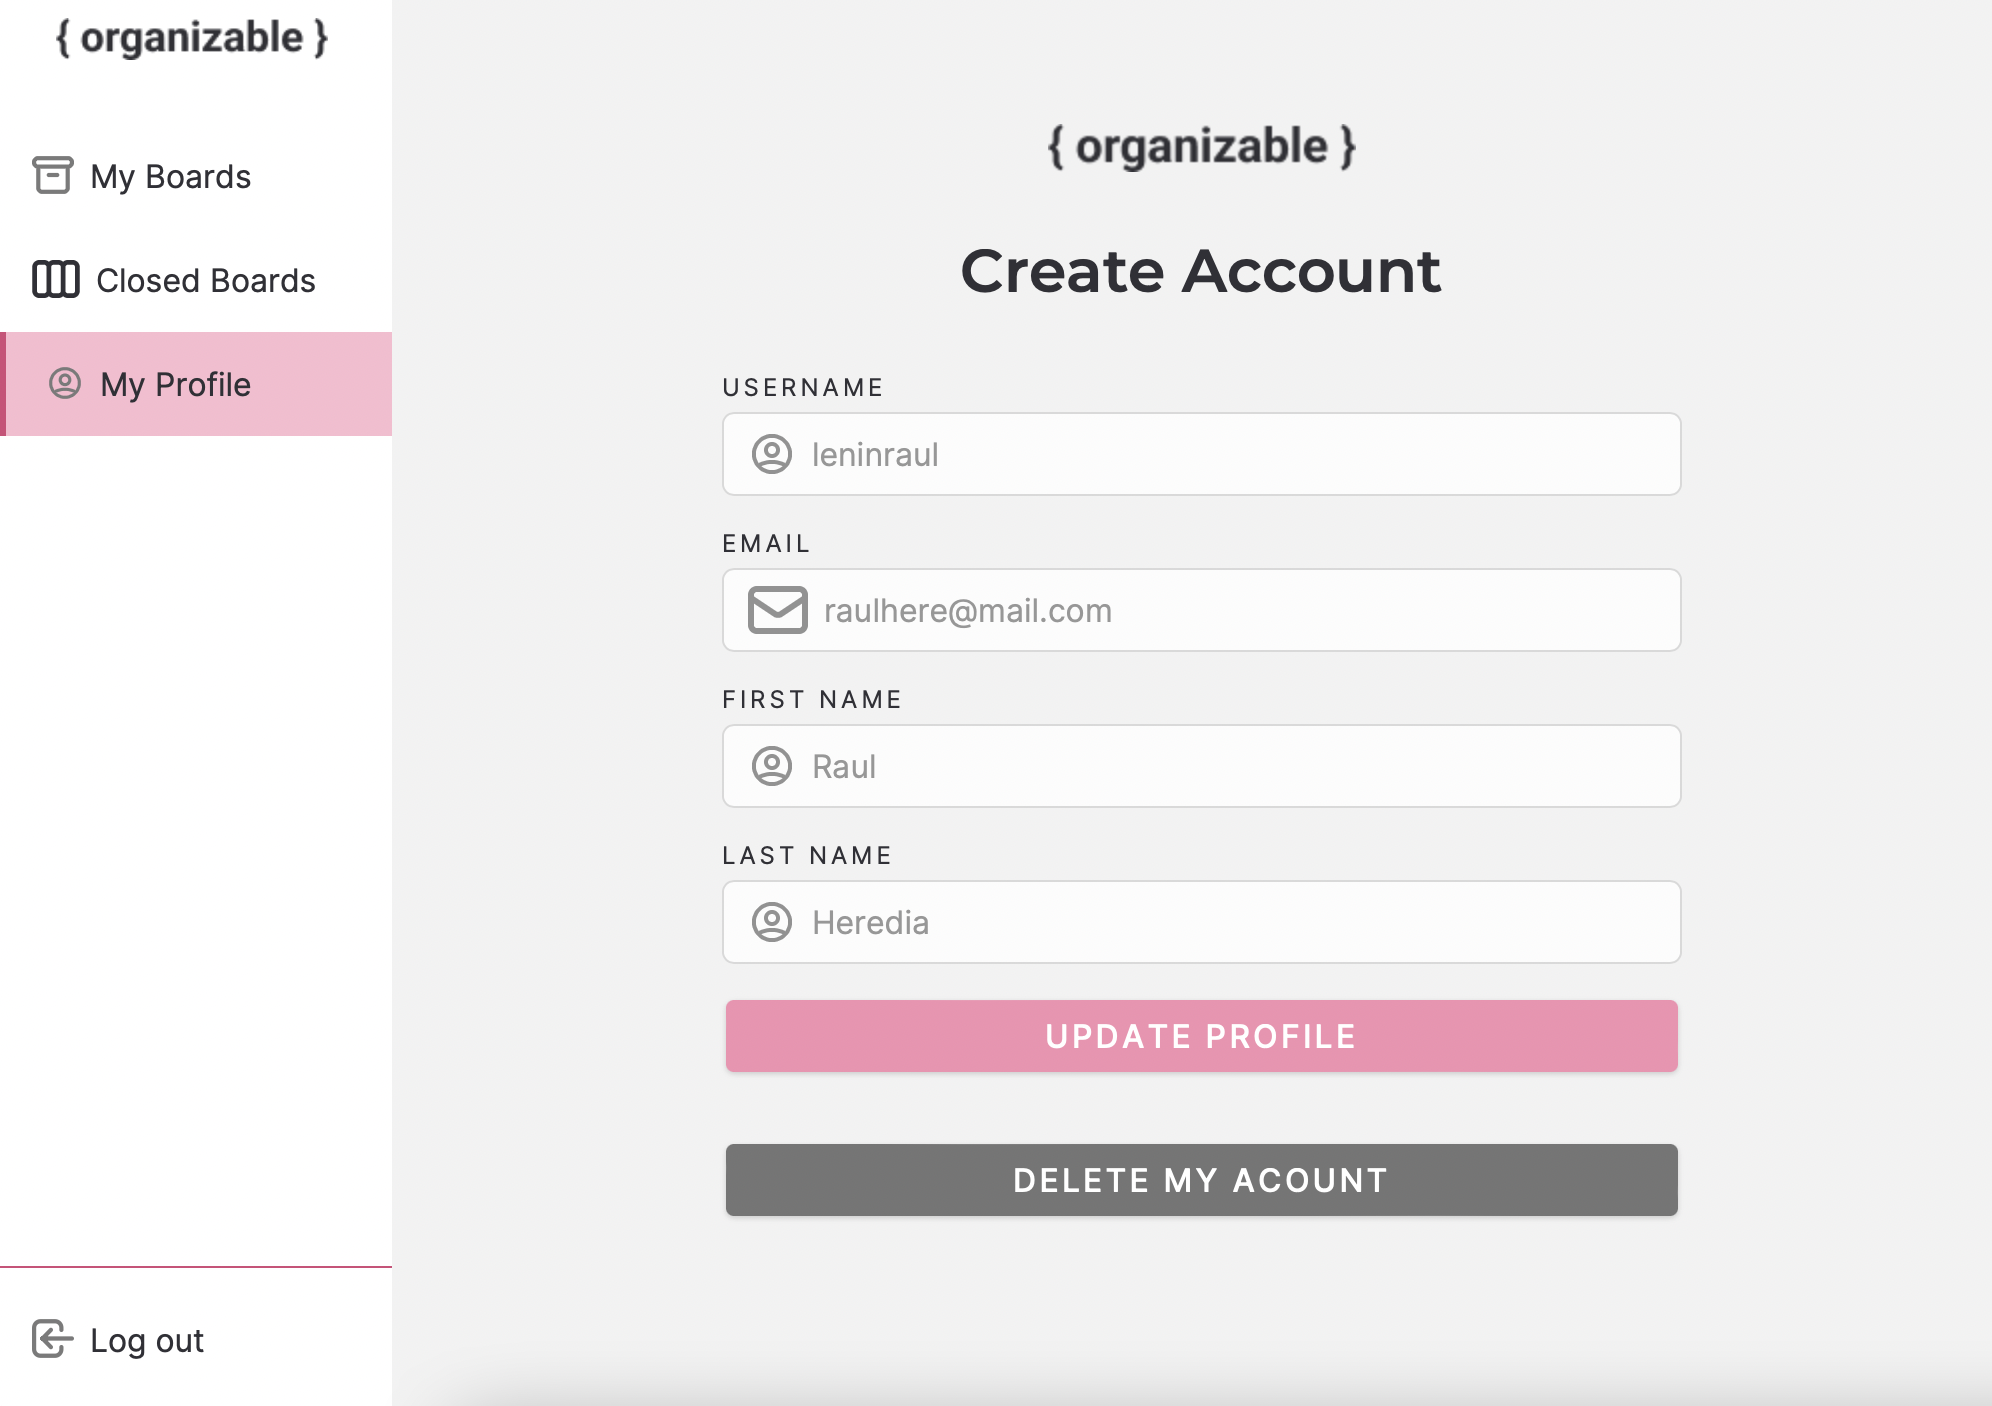 { organizable }
My Boards
Closed Boards
My Profile
Log out
{ organizable }
Create Account
USERNAME
leninraul
EMAIL
raulhere@mail.com
FIRST NAME
Raul
LAST NAME
Heredia
UPDATE PROFILE
DELETE MY ACOUNT